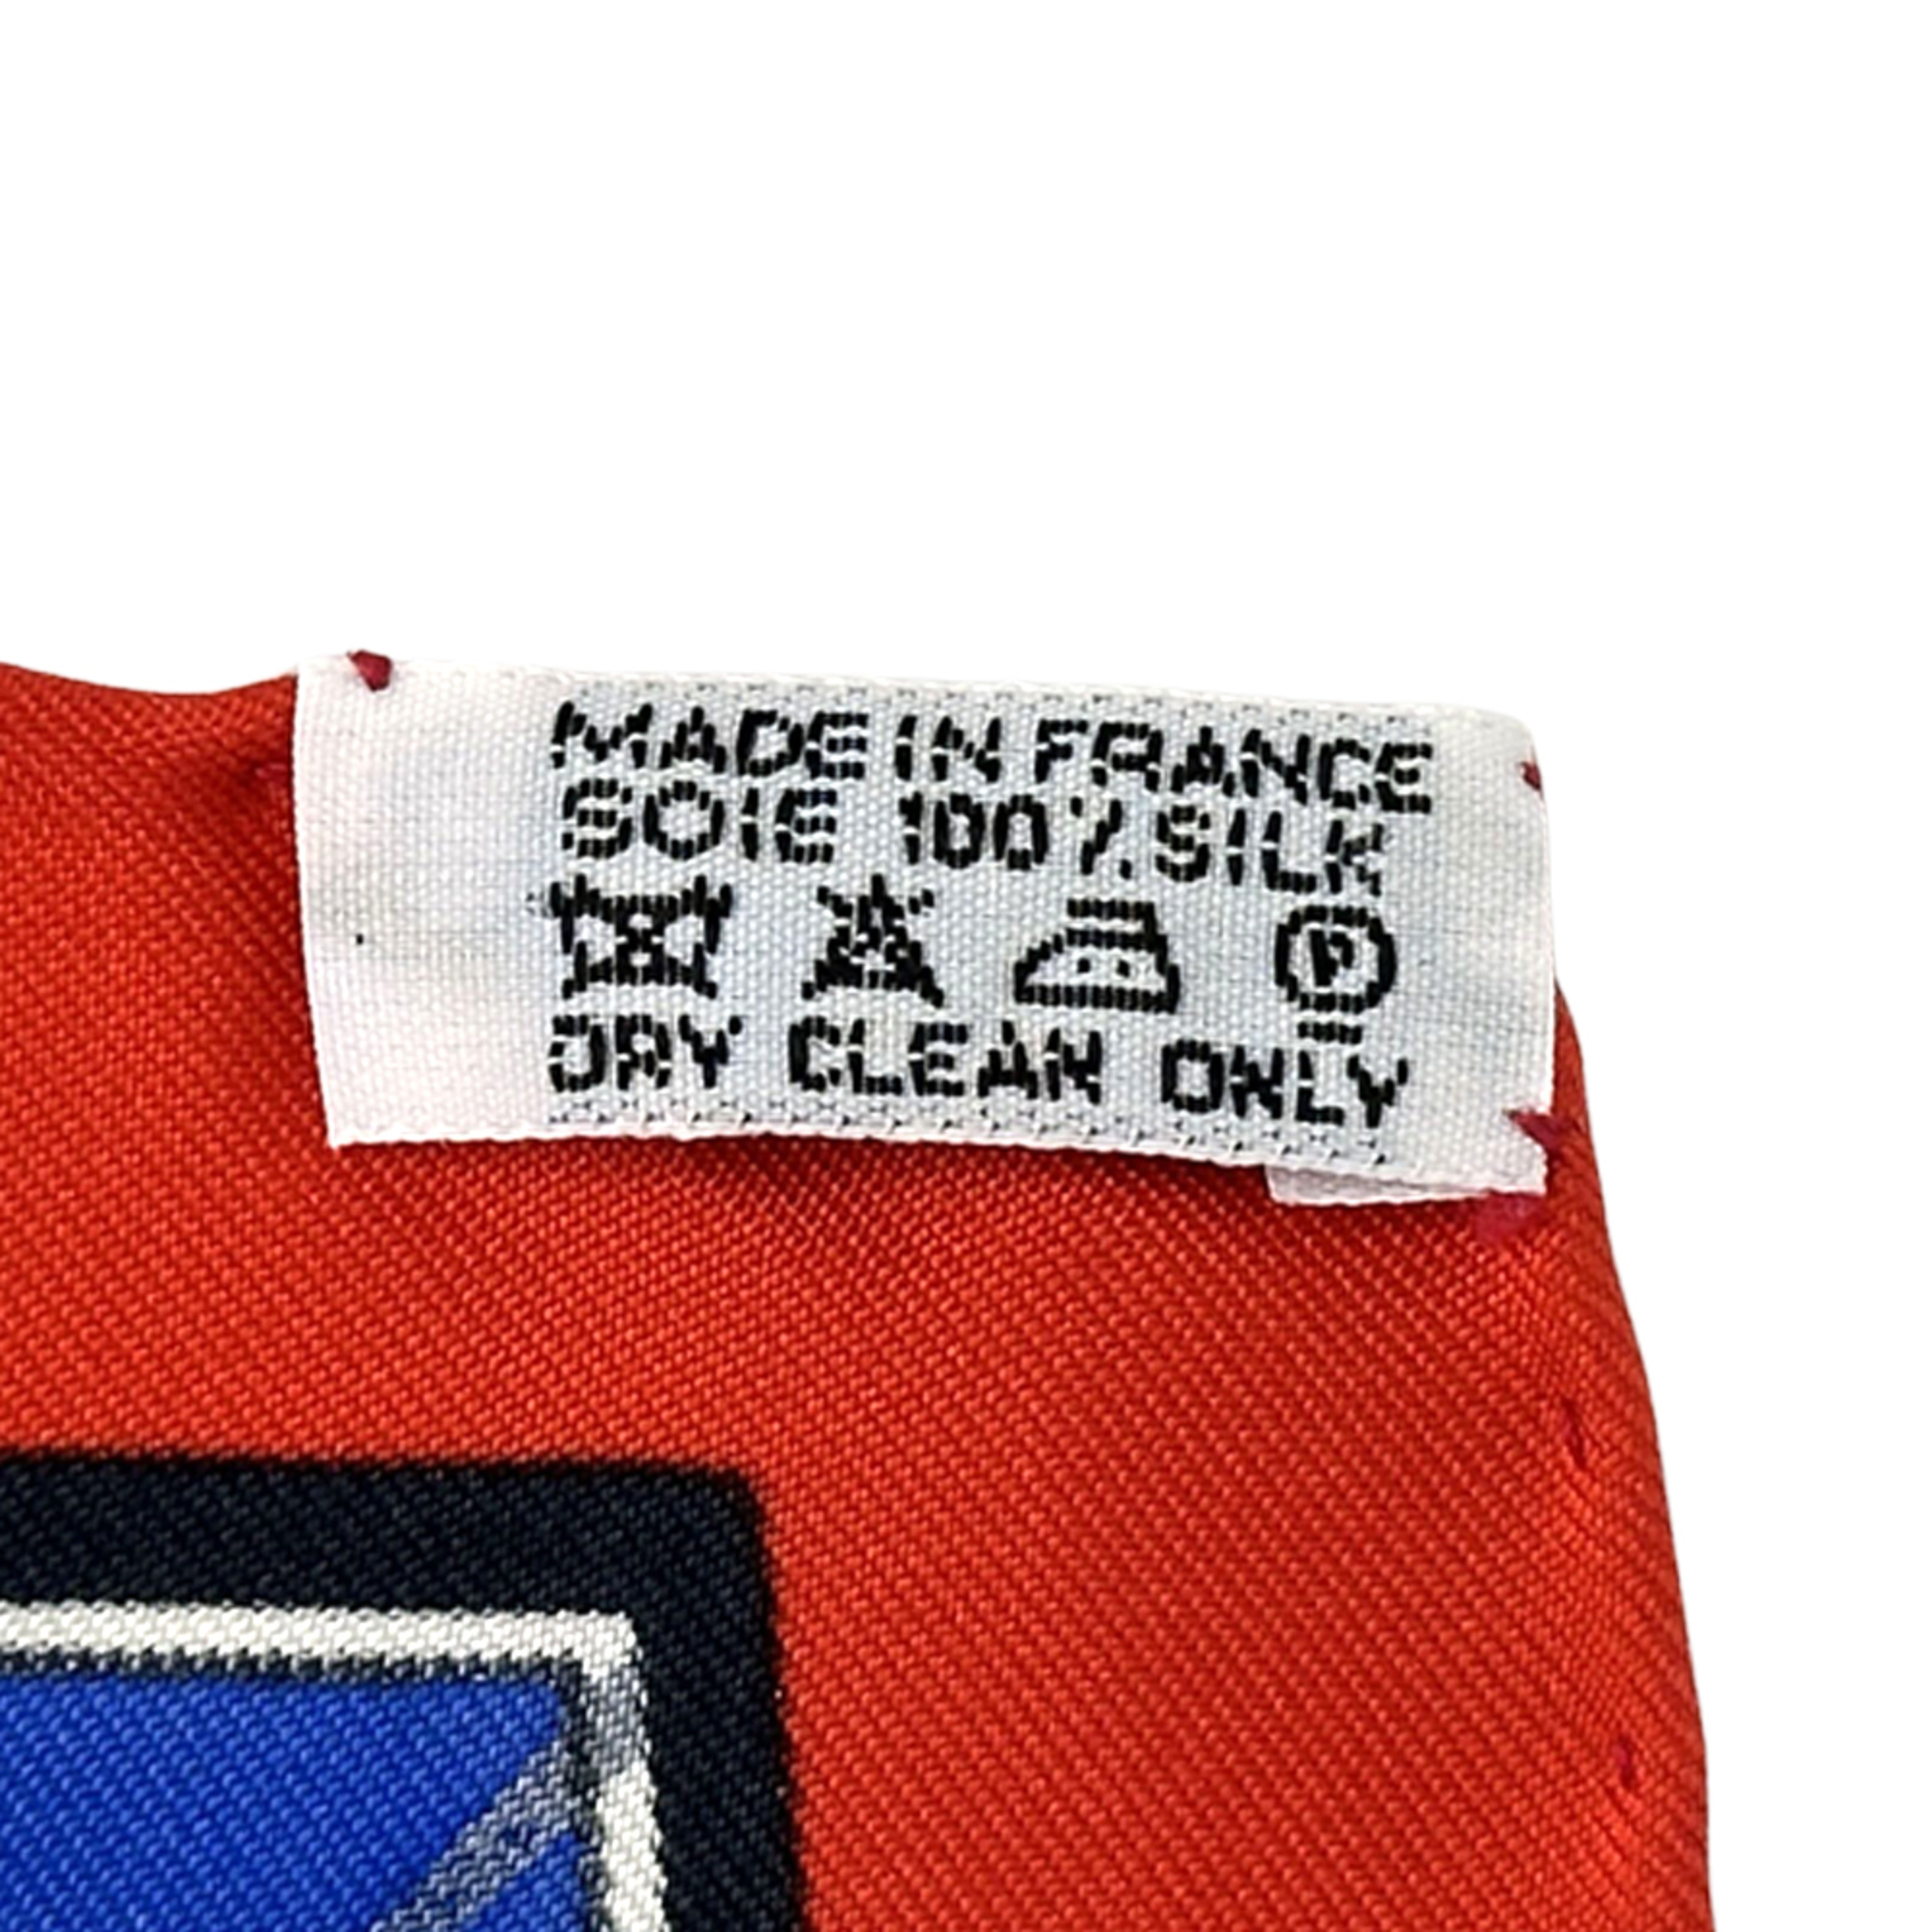 MADE IN FRANCE
SOIE 100% SILK
P
DRY CLEAN ONLY